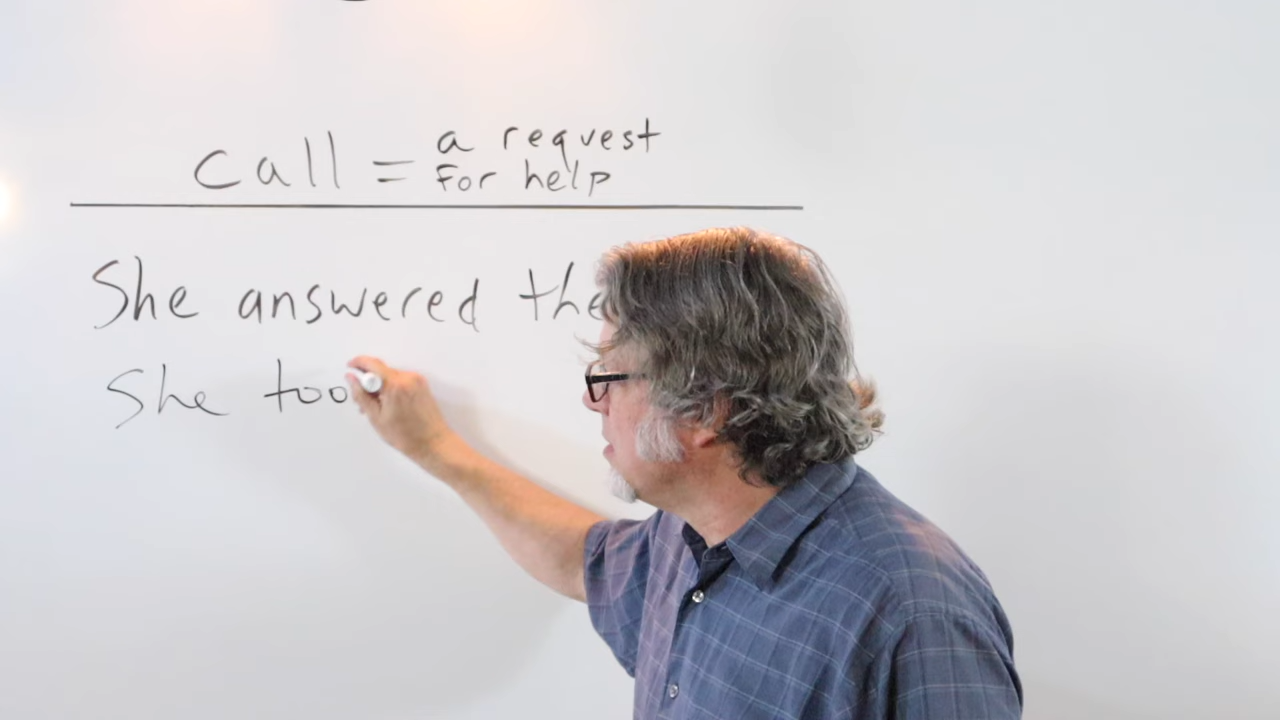 call = a request
for help
She answered the
She too